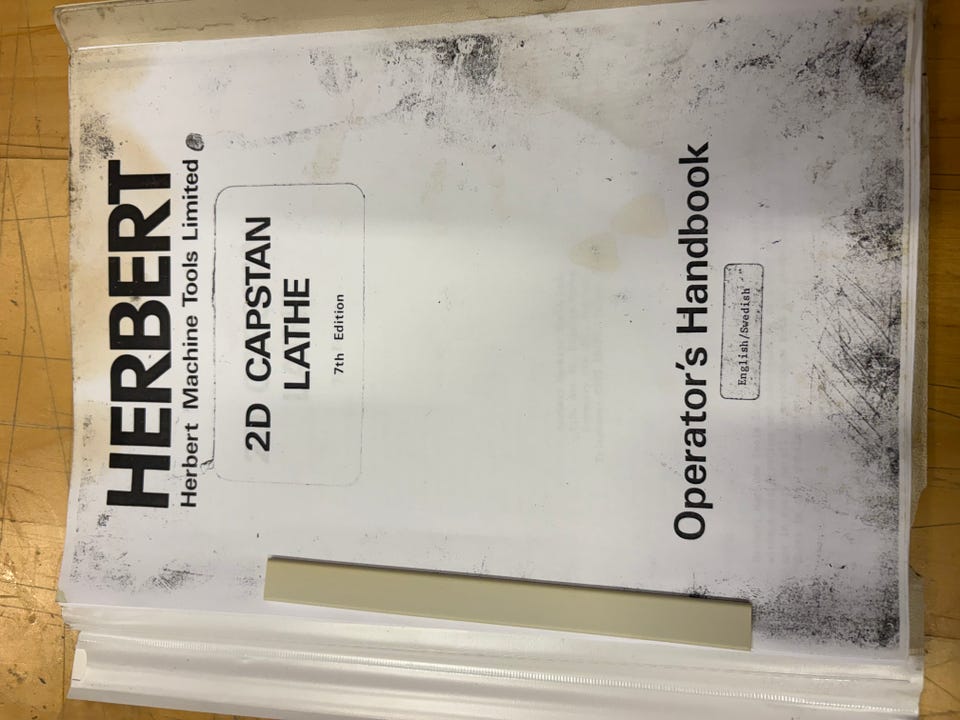 HERBERT
Herbert Machine Tools Limited
2D CAPSTAN
LATHE
7th Edition
Operator's Handbook
English/Swedish